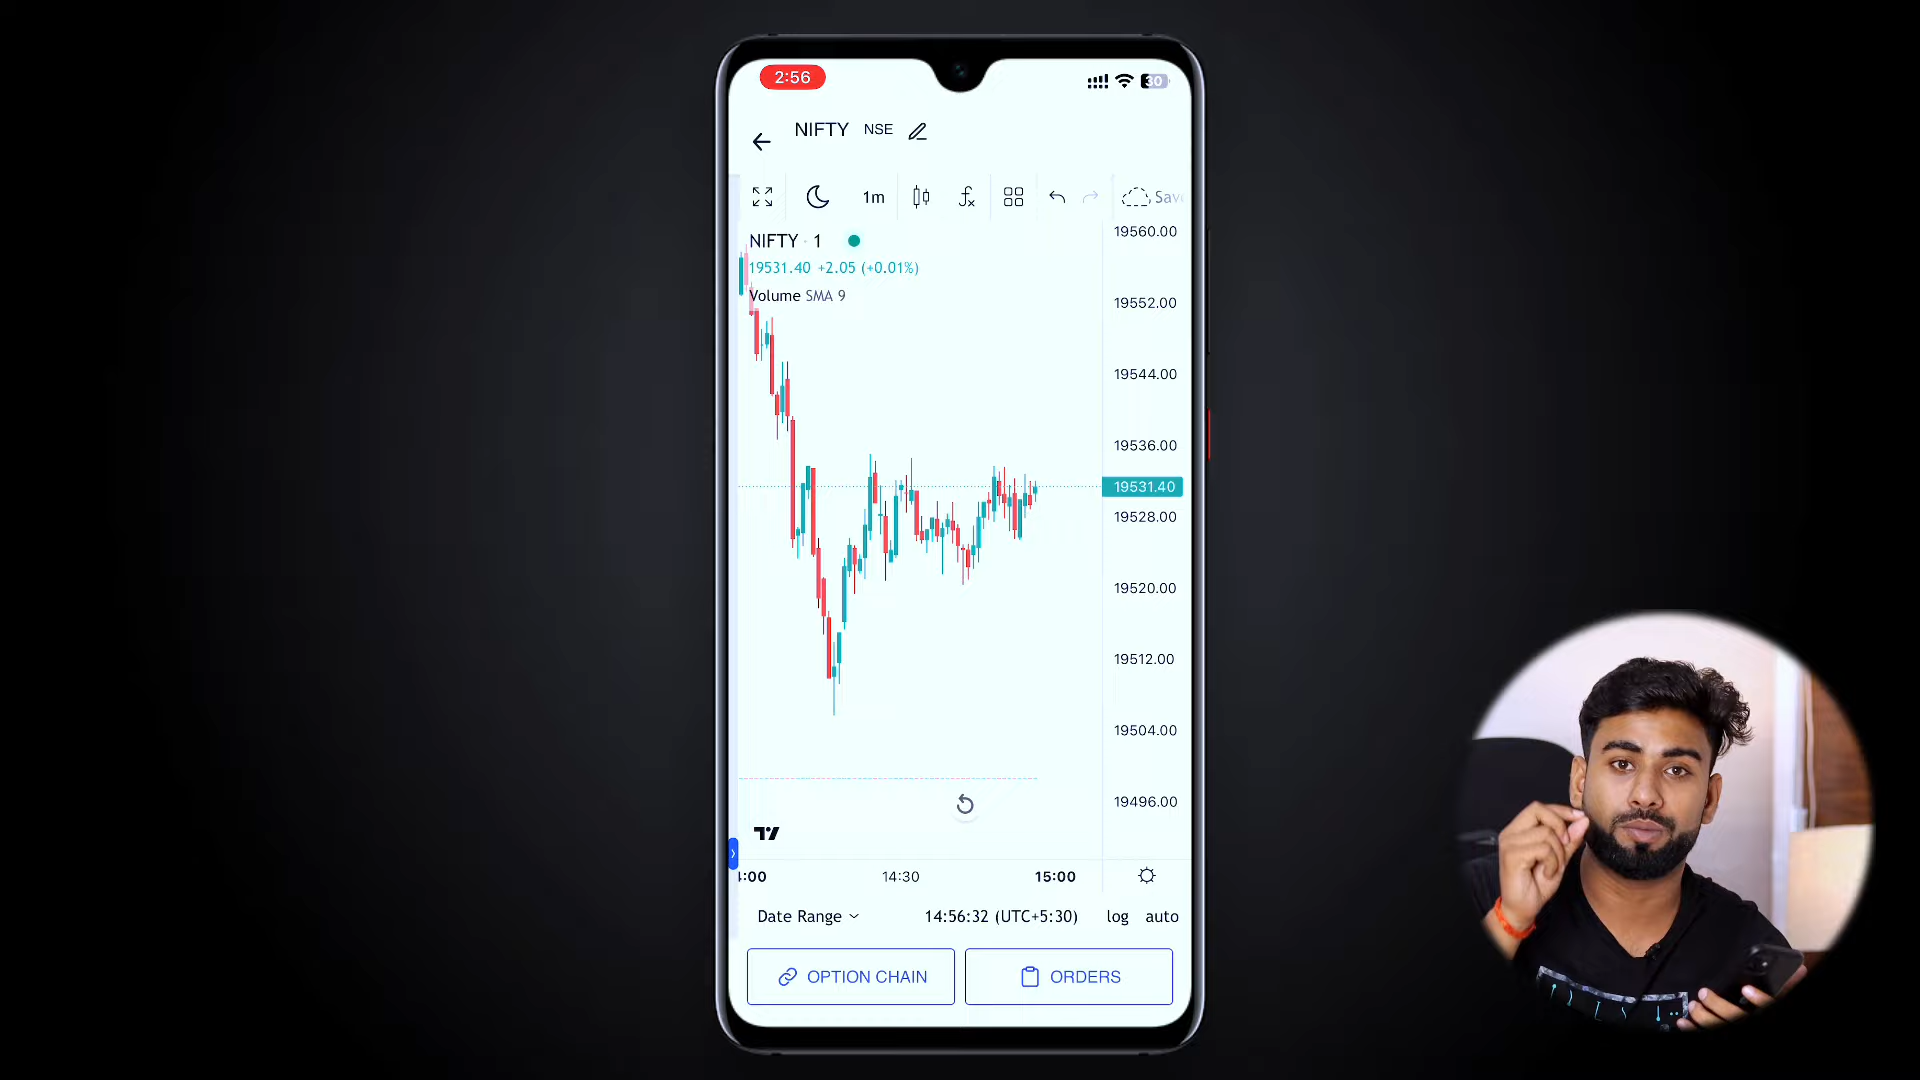 2:56
30
NIFTY NSE
1m
Sav
NIFTY · 1
19531.40 +2.05 (+0.01%)
Volume SMA 9
19560.00
19552.00
19544.00
19536.00
19531.40
19528.00
19520.00
19512.00
19504.00
19496.00
4:00 14:30 15:00
Date Range 14:56:32 (UTC+5:30) log auto
OPTION CHAIN ORDERS